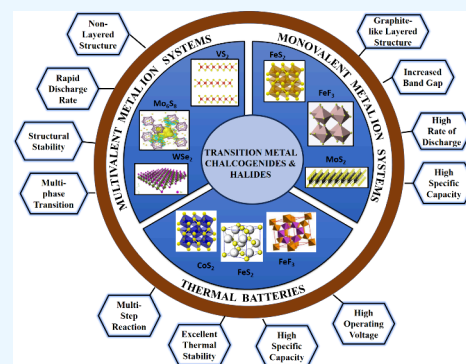 Non-
Layered
Structure
Rapid
Discharge
Rate
Structural
Stability
Multi-
phase
Transition
MULTIVALENT METAL ION SYSTEMS
VS2
Mo6S8
WSe2
TRANSITION METAL
CHALCOGENIDES &
HALIDES
MONOVALENT METAL ION SYSTEMS
FeS2
FeF3
MoS2
Graphite-
like Layered
Structure
Increased
Band Gap
High
Rate of
Discharge
High
Specific
Capacity
CoS2
FeS2
FeF3
THERMAL BATTERIES
Multi-
Step
Reaction
Excellent
Thermal
Stability
High
Specific
Capacity
High
Operating
Voltage